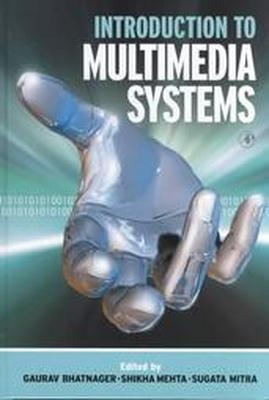 INTRODUCTION TO
MULTIMEDIA
SYSTEMS
Edited by
GAURAV BHATNAGER · SHIKHA MEHTA · SUGATA MITRA